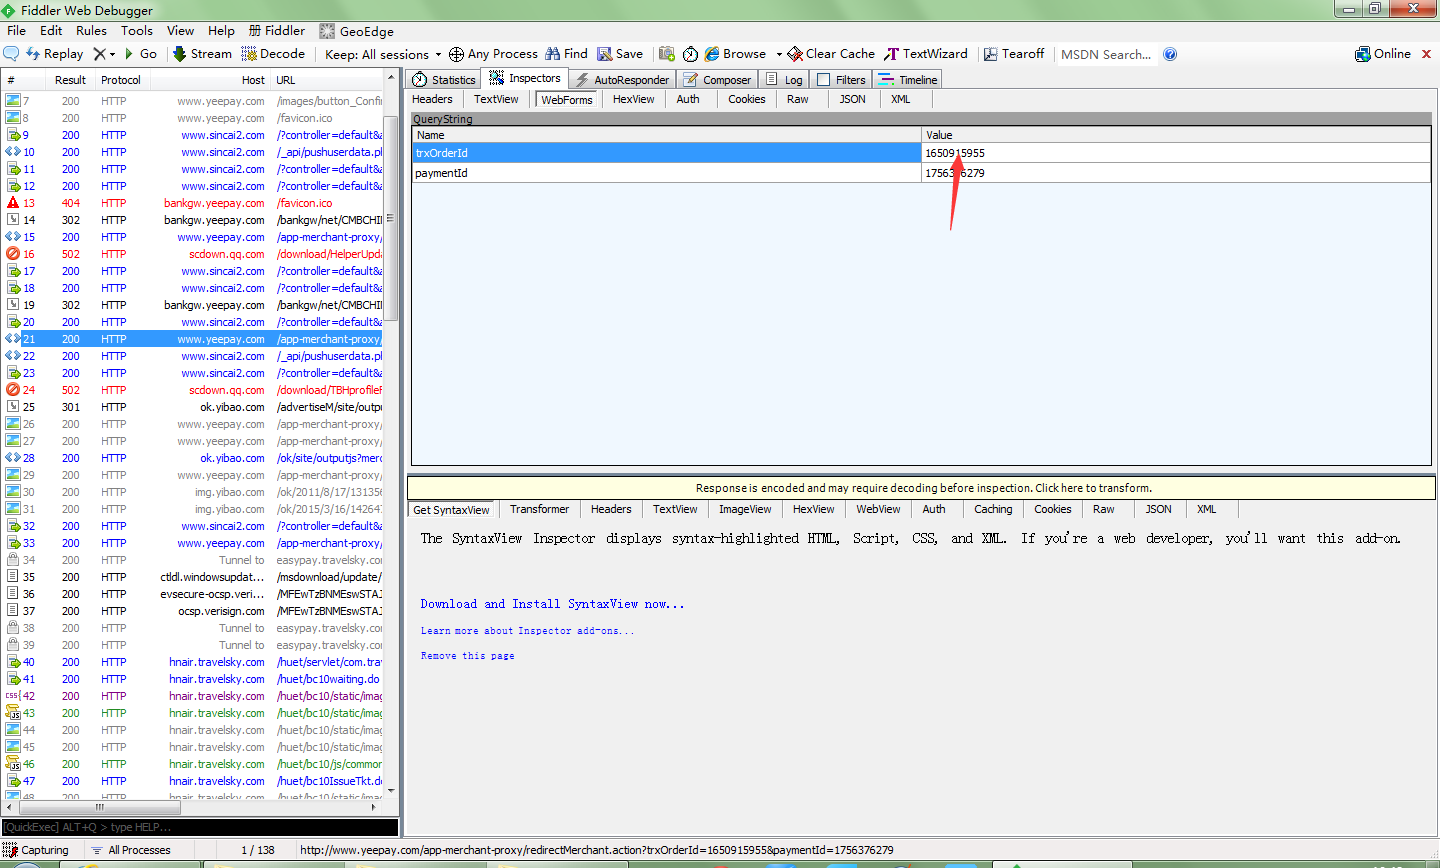 Fiddler Web Debugger
File Edit Rules Tools View Help Fiddler GeoEdge
Replay Go Stream Decode Keep: All sessions Any Process Find Save Browse Clear Cache TextWizard Tearoff MSDN Search... Online
# Result Protocol Host URL
7 200 HTTP www.yeepay.com /images/button_Confi
8 200 HTTP www.yeepay.com /favicon.ico
9 200 HTTP www.sincai2.com /?controller=default&
10 200 HTTP www.sincai2.com /_api/pushuserdata.p
11 200 HTTP www.sincai2.com /?controller=default&
12 200 HTTP www.sincai2.com /?controller=default&
13 404 HTTP bankgw.yeepay.com /favicon.ico
14 302 HTTP bankgw.yeepay.com /bankgw/net/CMBCHI
15 200 HTTP www.yeepay.com /app-merchant-proxy/
16 502 HTTP scdown.qq.com /download/HelperUpd
17 200 HTTP www.sincai2.com /?controller=default&
18 200 HTTP www.sincai2.com /?controller=default&
19 302 HTTP bankgw.yeepay.com /bankgw/net/CMBCHI
20 200 HTTP www.sincai2.com /?controller=default&
21 200 HTTP www.yeepay.com /app-merchant-proxy/
22 200 HTTP www.sincai2.com /_api/pushuserdata.p
23 200 HTTP www.sincai2.com /?controller=default&
24 502 HTTP scdown.qq.com /download/TBHprofileF
25 301 HTTP ok.yibao.com /advertiseM/site/outp
26 200 HTTP www.yeepay.com /app-merchant-proxy/
27 200 HTTP www.yeepay.com /app-merchant-proxy/
28 200 HTTP ok.yibao.com /ok/site/outputjs?mer
29 200 HTTP www.yeepay.com /app-merchant-proxy/
30 200 HTTP img.yibao.com /ok/2011/8/17/13135
31 200 HTTP img.yibao.com /ok/2015/3/16/14264
32 200 HTTP www.sincai2.com /?controller=default&
33 200 HTTP www.yeepay.com /app-merchant-proxy/
34 200 HTTP Tunnel to easypay.travelsky.co
35 200 HTTP ctldl.windowsupdat... /msdownload/update/
36 200 HTTP evsecure-ocsp.veri... /MFEwTzBNMEswSTAJ
37 200 HTTP ocsp.verisign.com /MFEwTzBNMEswSTAJ
38 200 HTTP Tunnel to easypay.travelsky.co
39 200 HTTP Tunnel to easypay.travelsky.co
40 200 HTTP hnair.travelsky.com /huet/servlet/com.tra
41 200 HTTP hnair.travelsky.com /huet/bc10waiting.do
42 200 HTTP hnair.travelsky.com /huet/bc10/static/imag
43 200 HTTP hnair.travelsky.com /huet/bc10/static/imag
44 200 HTTP hnair.travelsky.com /huet/bc10/static/imag
45 200 HTTP hnair.travelsky.com /huet/bc10/static/imag
46 200 HTTP hnair.travelsky.com /huet/bc10/js/common
47 200 HTTP hnair.travelsky.com /huet/bc10IssueTkt.d
48 200 HTTP hnair.travelsky.com /huet/bc10/static/imag
[QuickExec] ALT+Q > type HELP...
Statistics Inspectors AutoResponder Composer Log Filters Timeline
Headers TextView WebForms HexView Auth Cookies Raw JSON XML
QueryString
Name Value
trxOrderId 1650915955
paymentId 1756376279
Response is encoded and may require decoding before inspection. Click here to transform.
Get SyntaxView Transformer Headers TextView ImageView HexView WebView Auth Caching Cookies Raw JSON XML
The SyntaxView Inspector displays syntax-highlighted HTML, Script, CSS, and XML. If you're a web developer, you'll want this add-on.
Download and Install SyntaxView now...
Learn more about Inspector add-ons...
Remove this page
Capturing All Processes 1 / 138 http://www.yeepay.com/app-merchant-proxy/redirectMerchant.action?trxOrderId=1650915955&paymentId=1756376279